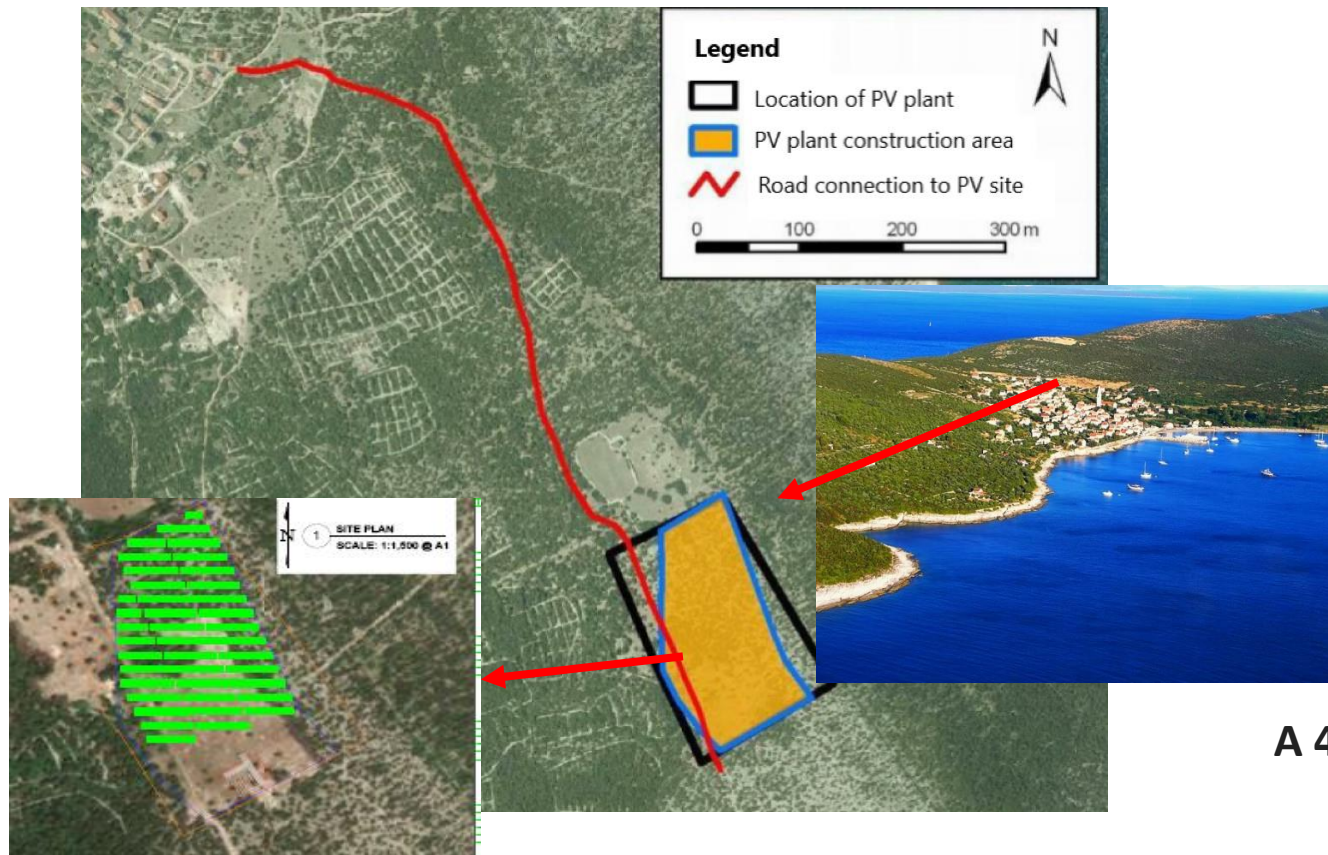 Legend
N
Location of PV plant
PV plant construction area
Road connection to PV site
0 100 200 300 m
N 1 SITE PLAN
SCALE: 1:1,500 @ A1
A 4